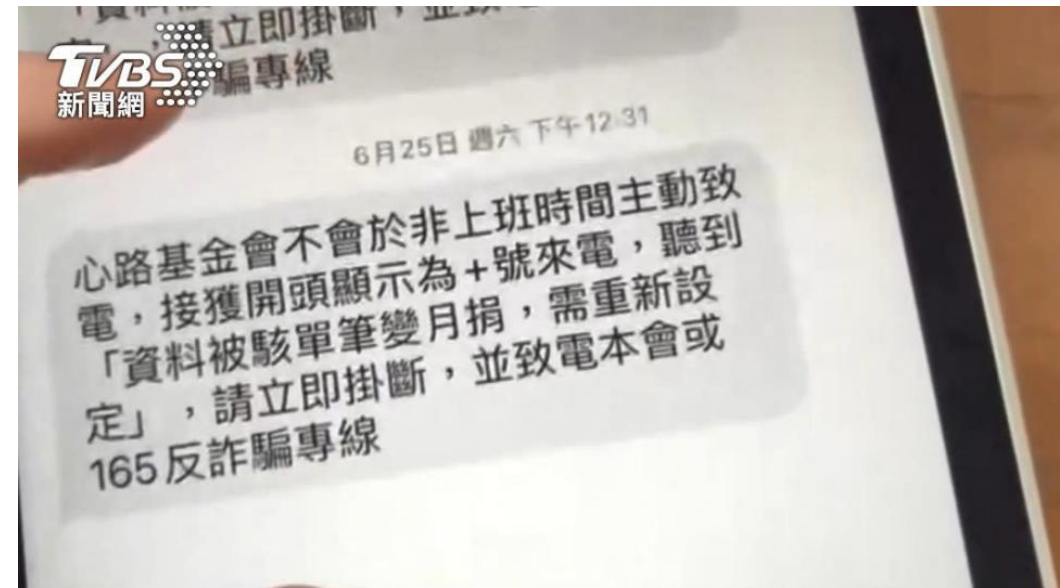 「資料被
立即掛斷，並致電
騙專線
TVBS
新聞網
6月25日 週六 下午12:31
心路基金會不會於非上班時間主動致
電，接獲開頭顯示為+號來電，聽到
「資料被駭單筆變月捐，需重新設
定」，請立即掛斷，並致電本會或
165反詐騙專線